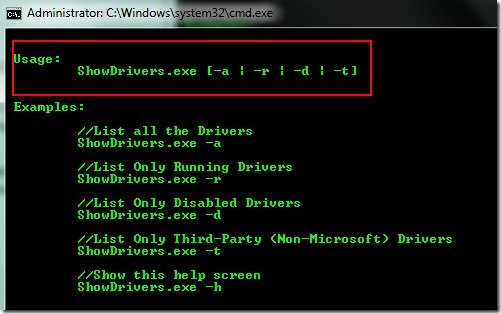 Administrator: C:\Windows\system32\cmd.exe
Usage:
ShowDrivers.exe [-a ¦ -r ¦ -d ¦ -t]
Examples:
//List all the Drivers
ShowDrivers.exe -a
//List Only Running Drivers
ShowDrivers.exe -r
//List Only Disabled Drivers
ShowDrivers.exe -d
//List Only Third-Party (Non-Microsoft) Drivers
ShowDrivers.exe -t
//Show this help screen
ShowDrivers.exe -h